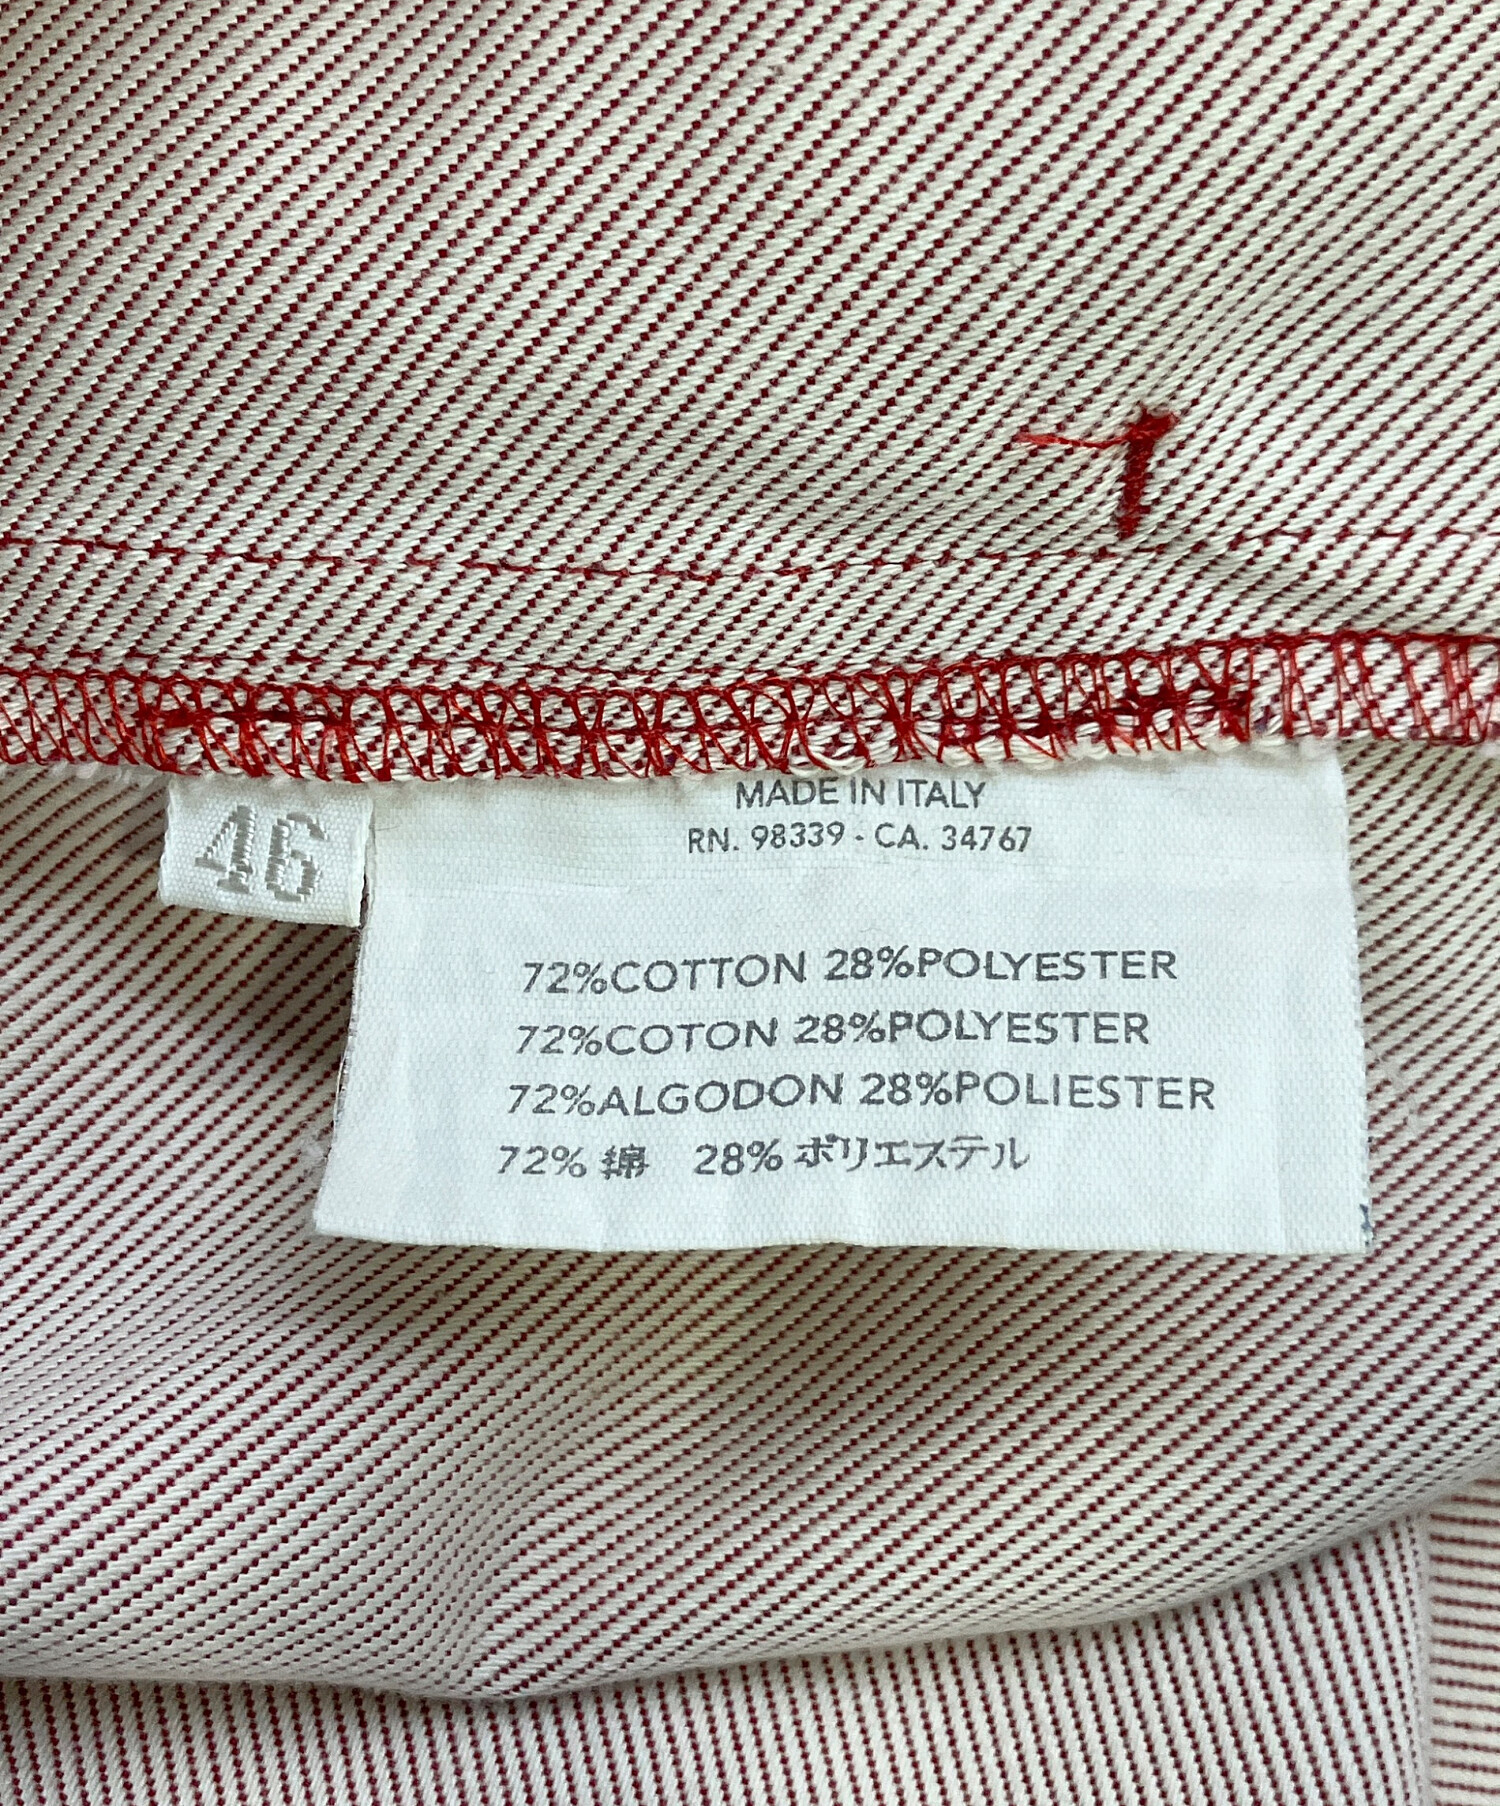 46
MADE IN ITALY
RN. 98339 - CA. 34767
72%COTTON 28%POLYESTER
72%COTON 28%POLYESTER
72%ALGODON 28%POLIESTER
72% 綿 28% ポリエステル